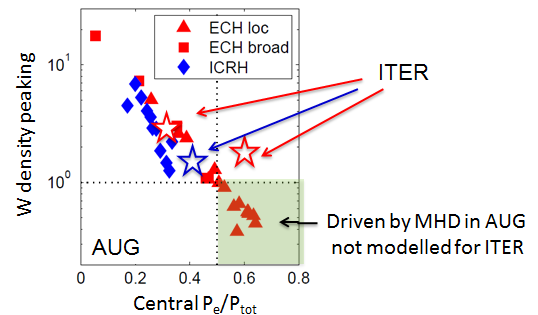 ECH loc
ECH broad
ICRH
ITER
W density peaking
10¹
10⁰
AUG
Driven by MHD in AUG
not modelled for ITER
0 0.2 0.4 0.6 0.8
Central Pe/Ptot